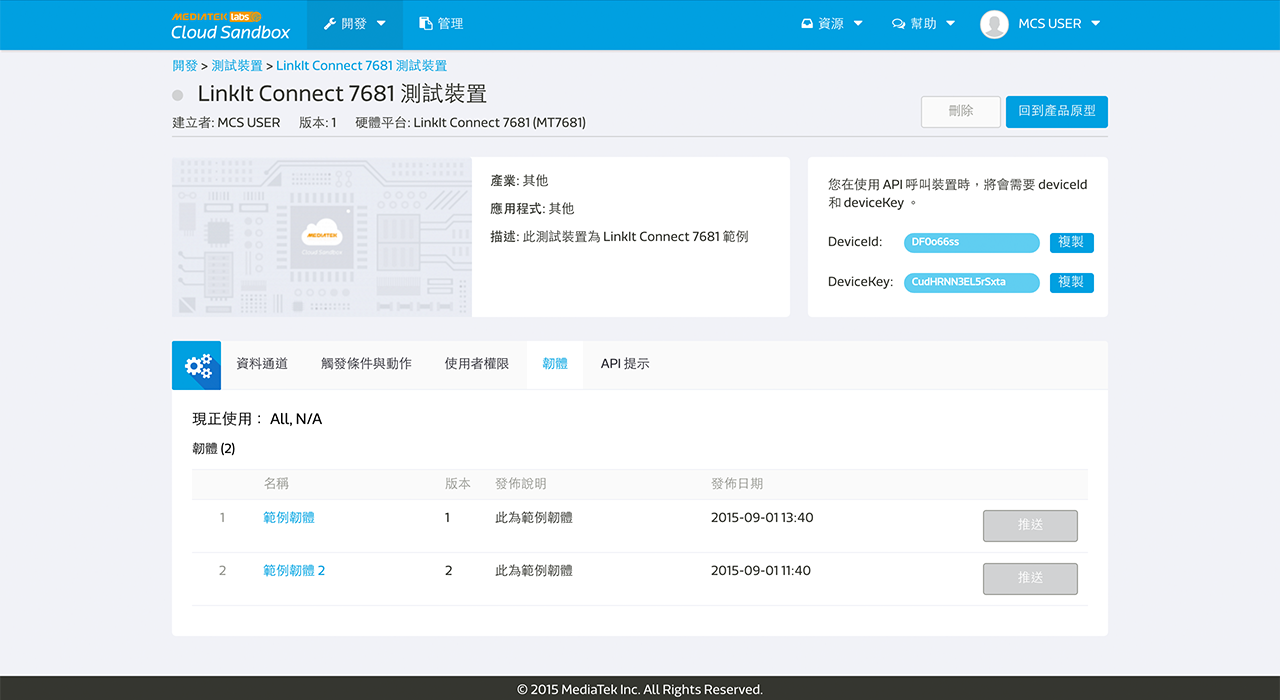 MEDIATEK labs
Cloud Sandbox
開發
管理
資源
幫助
MCS USER
開發 > 測試裝置 > LinkIt Connect 7681 測試裝置
LinkIt Connect 7681 測試裝置
建立者: MCS USER 版本: 1 硬體平台: LinkIt Connect 7681 (MT7681)
刪除
回到產品原型
MEDIATEK
Cloud Sandbox
產業: 其他
應用程式: 其他
描述: 此測試裝置為 LinkIt Connect 7681 範例
您在使用 API 呼叫裝置時，將會需要 deviceId
和 deviceKey 。
DeviceId: DF0o66ss 複製
DeviceKey: CudHRNN3EL5rSxta 複製
資料通道 觸發條件與動作 使用者權限 韌體 API 提示
現正使用： All, N/A
韌體 (2)
名稱 版本 發佈說明 發佈日期
1 範例韌體 1 此為範例韌體 2015-09-01 13:40 推送
2 範例韌體 2 2 此為範例韌體 2015-09-01 11:40 推送
© 2015 MediaTek Inc. All Rights Reserved.